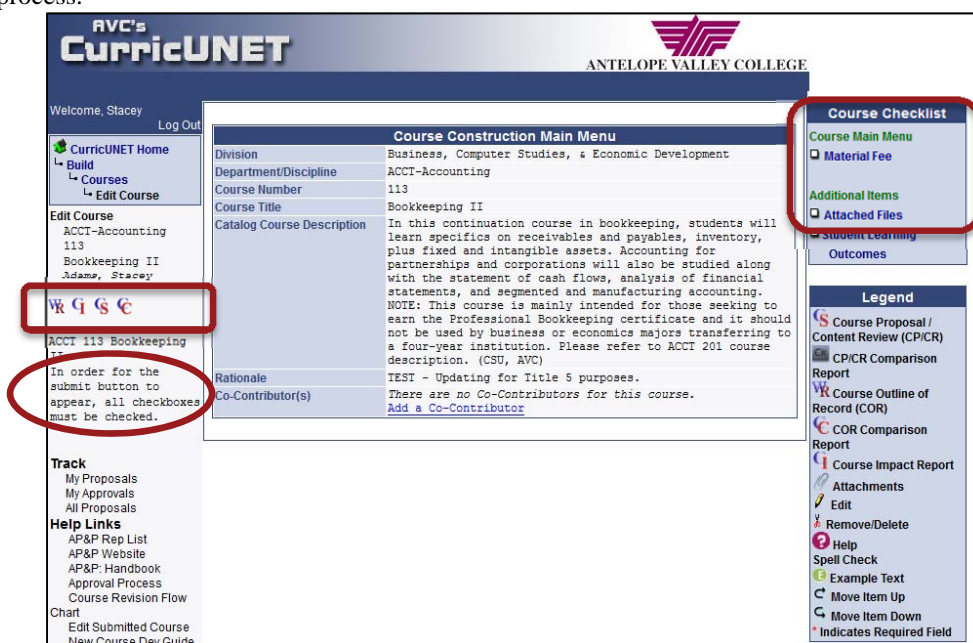 process.
AVC's
CurricUNET
ANTELOPE VALLEY COLLEGE
Welcome, Stacey
Log Out
CurricUNET Home
Build
Courses
Edit Course
Edit Course
ACCT-Accounting
113
Bookkeeping II
Adams, Stacey
WR CI CS CC
ACCT 113 Bookkeeping
II
In order for the
submit button to
appear, all checkboxes
must be checked.
Track
My Proposals
My Approvals
All Proposals
Help Links
AP&P Rep List
AP&P Website
AP&P: Handbook
Approval Process
Course Revision Flow
Chart
Edit Submitted Course
New Course Dev Guide
Course Construction Main Menu
Division Business, Computer Studies, & Economic Development
Department/Discipline ACCT-Accounting
Course Number 113
Course Title Bookkeeping II
Catalog Course Description In this continuation course in bookkeeping, students will
learn specifics on receivables and payables, inventory,
plus fixed and intangible assets. Accounting for
partnerships and corporations will also be studied along
with the statement of cash flows, analysis of financial
statements, and segmented and manufacturing accounting.
NOTE: This course is mainly intended for those seeking to
earn the Professional Bookkeeping certificate and it should
not be used by business or economics majors transferring to
a four-year institution. Please refer to ACCT 201 course
description. (CSU, AVC)
Rationale TEST - Updating for Title 5 purposes.
Co-Contributor(s) There are no Co-Contributors for this course.
Add a Co-Contributor
Course Checklist
Course Main Menu
Material Fee
Additional Items
Attached Files
Student Learning
Outcomes
Legend
CS Course Proposal /
Content Review (CP/CR)
CR CP/CR Comparison
Report
WR Course Outline of
Record (COR)
CC COR Comparison
Report
CI Course Impact Report
Attachments
Edit
Remove/Delete
? Help
Spell Check
E Example Text
Move Item Up
Move Item Down
* Indicates Required Field